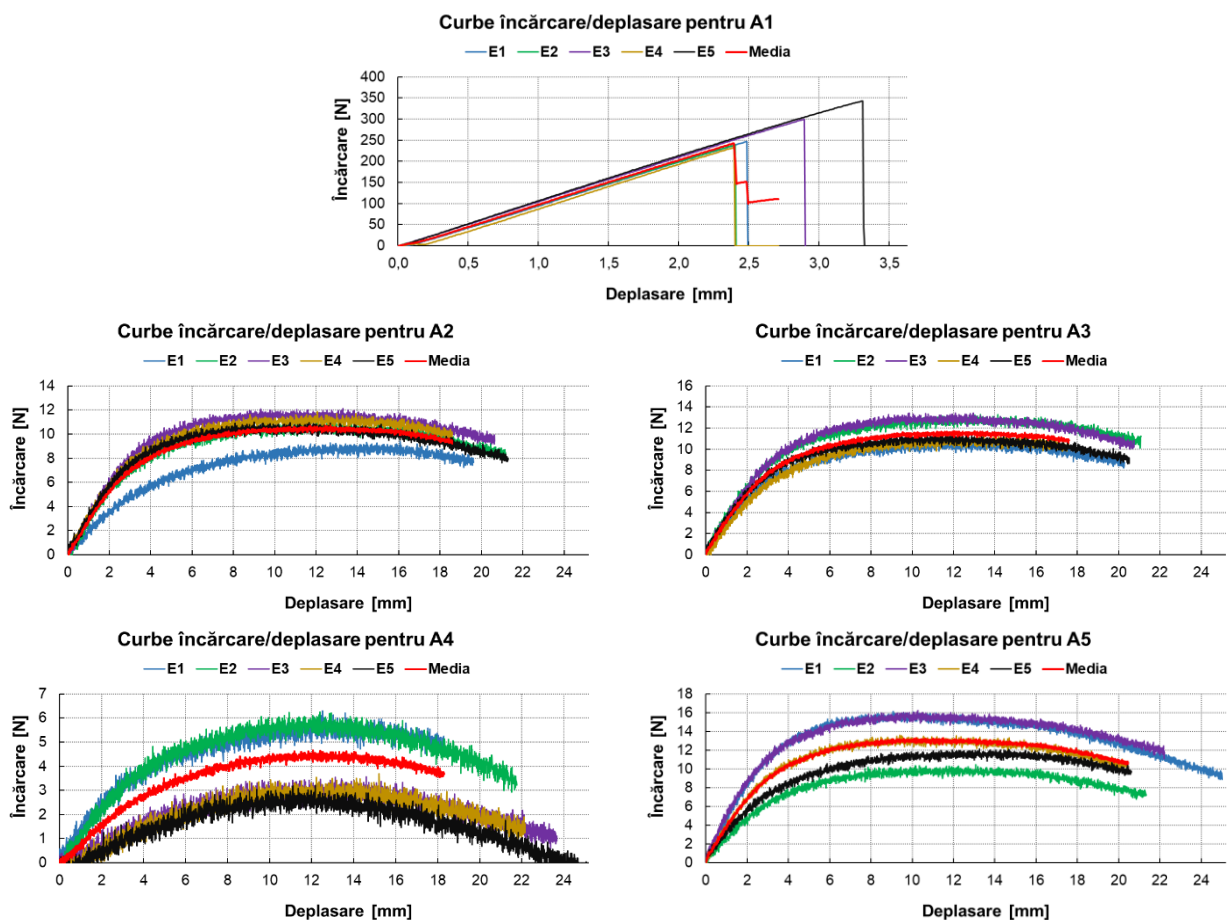 Curbe încărcare/deplasare pentru A1
E1 E2 E3 E4 E5 Media
400
350
300
250
200
150
100
50
0
Încărcare [N]
0,0 0,5 1,0 1,5 2,0 2,5 3,0 3,5
Deplasare [mm]
Curbe încărcare/deplasare pentru A2
E1 E2 E3 E4 E5 Media
14
12
10
8
6
4
2
0
Încărcare [N]
0 2 4 6 8 10 12 14 16 18 20 22 24
Deplasare [mm]
Curbe încărcare/deplasare pentru A3
E1 E2 E3 E4 E5 Media
16
14
12
10
8
6
4
2
0
Încărcare [N]
0 2 4 6 8 10 12 14 16 18 20 22 24
Deplasare [mm]
Curbe încărcare/deplasare pentru A4
E1 E2 E3 E4 E5 Media
7
6
5
4
3
2
1
0
Încărcare [N]
0 2 4 6 8 10 12 14 16 18 20 22 24
Deplasare [mm]
Curbe încărcare/deplasare pentru A5
E1 E2 E3 E4 E5 Media
18
16
14
12
10
8
6
4
2
0
Încărcare [N]
0 2 4 6 8 10 12 14 16 18 20 22 24
Deplasare [mm]